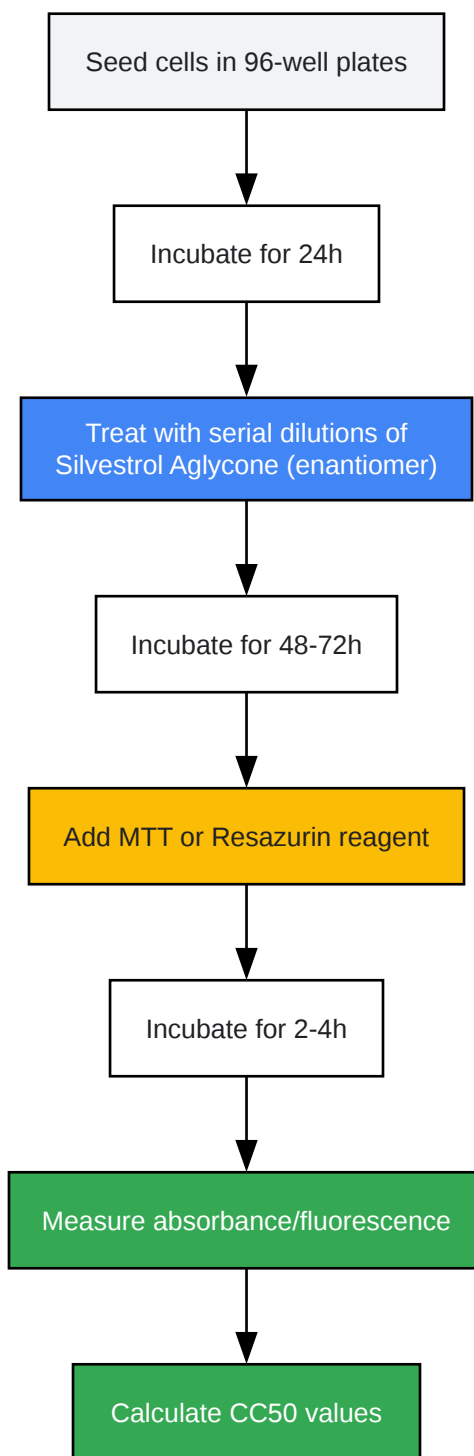 Seed cells in 96-well plates
Incubate for 24h
Treat with serial dilutions of
Silvestrol Aglycone (enantiomer)
Incubate for 48-72h
Add MTT or Resazurin reagent
Incubate for 2-4h
Measure absorbance/fluorescence
Calculate CC50 values